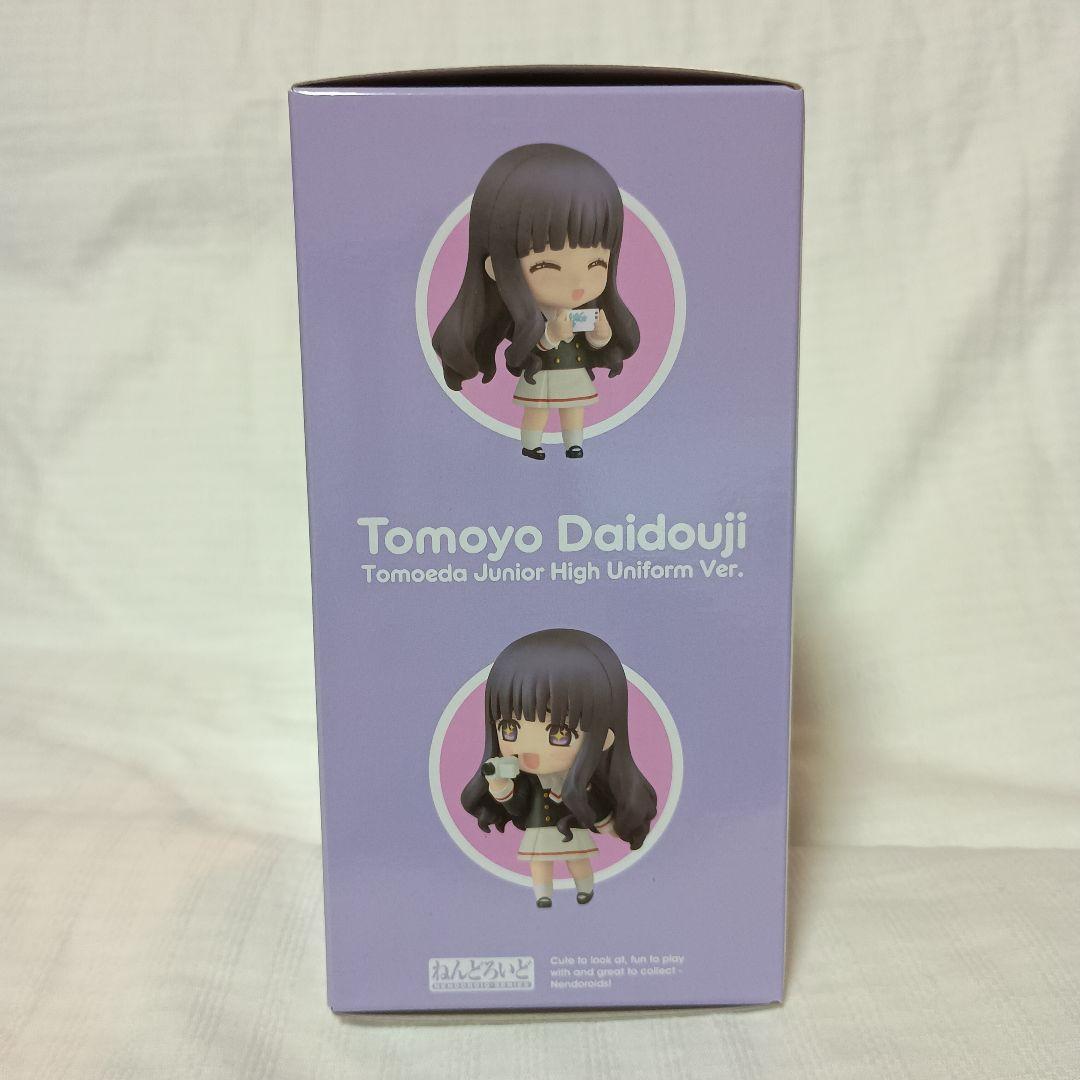 Tomoyo Daidouji
Tomoeda Junior High Uniform Ver.
ねんどろいど
NENDOROID・SERIES
Cute to look at, fun to play
with and great to collect -
Nendoroids!